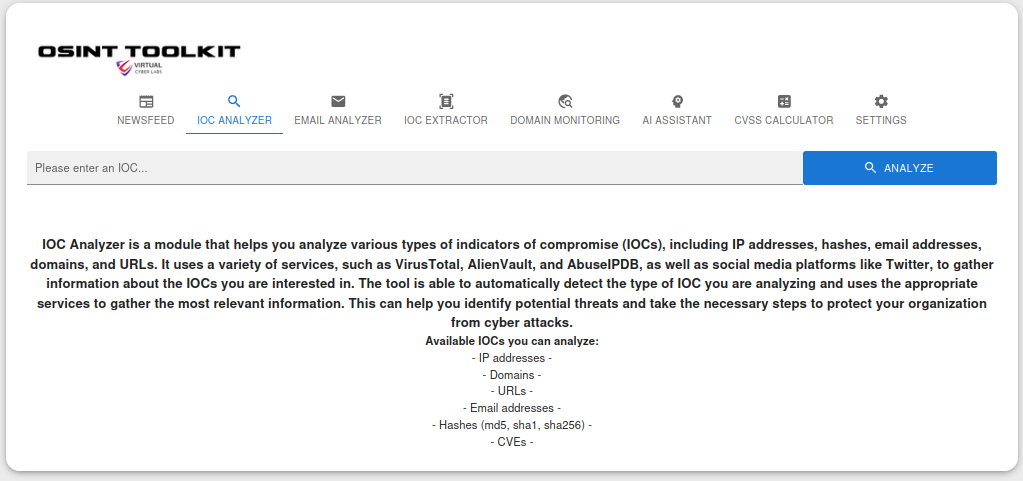 OSINT TOOLKIT
VIRTUAL
CYBER LABS
NEWSFEED IOC ANALYZER EMAIL ANALYZER IOC EXTRACTOR DOMAIN MONITORING AI ASSISTANT CVSS CALCULATOR SETTINGS
Please enter an IOC... ANALYZE
IOC Analyzer is a module that helps you analyze various types of indicators of compromise (IOCs), including IP addresses, hashes, email addresses,
domains, and URLs. It uses a variety of services, such as VirusTotal, AlienVault, and AbuseIPDB, as well as social media platforms like Twitter, to gather
information about the IOCs you are interested in. The tool is able to automatically detect the type of IOC you are analyzing and uses the appropriate
services to gather the most relevant information. This can help you identify potential threats and take the necessary steps to protect your organization
from cyber attacks.
Available IOCs you can analyze:
- IP addresses -
- Domains -
- URLs -
- Email addresses -
- Hashes (md5, sha1, sha256) -
- CVEs -